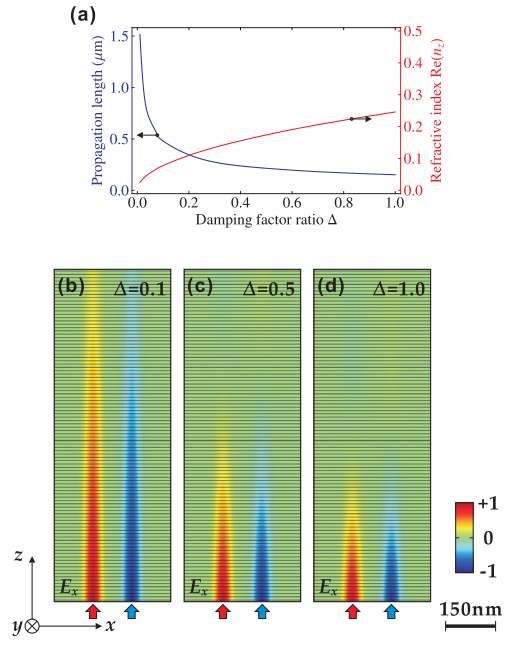 (a)
Propagation length (μm)
1.5
1.0
0.5
0.0
0.5
0.4
0.3
0.2
0.1
0.0
Refractive index Re(n_z)
0.0 0.2 0.4 0.6 0.8 1.0
Damping factor ratio Δ
(b) Δ=0.1
(c) Δ=0.5
(d) Δ=1.0
E_x
E_x
E_x
+1
0
-1
z
y
x
150nm